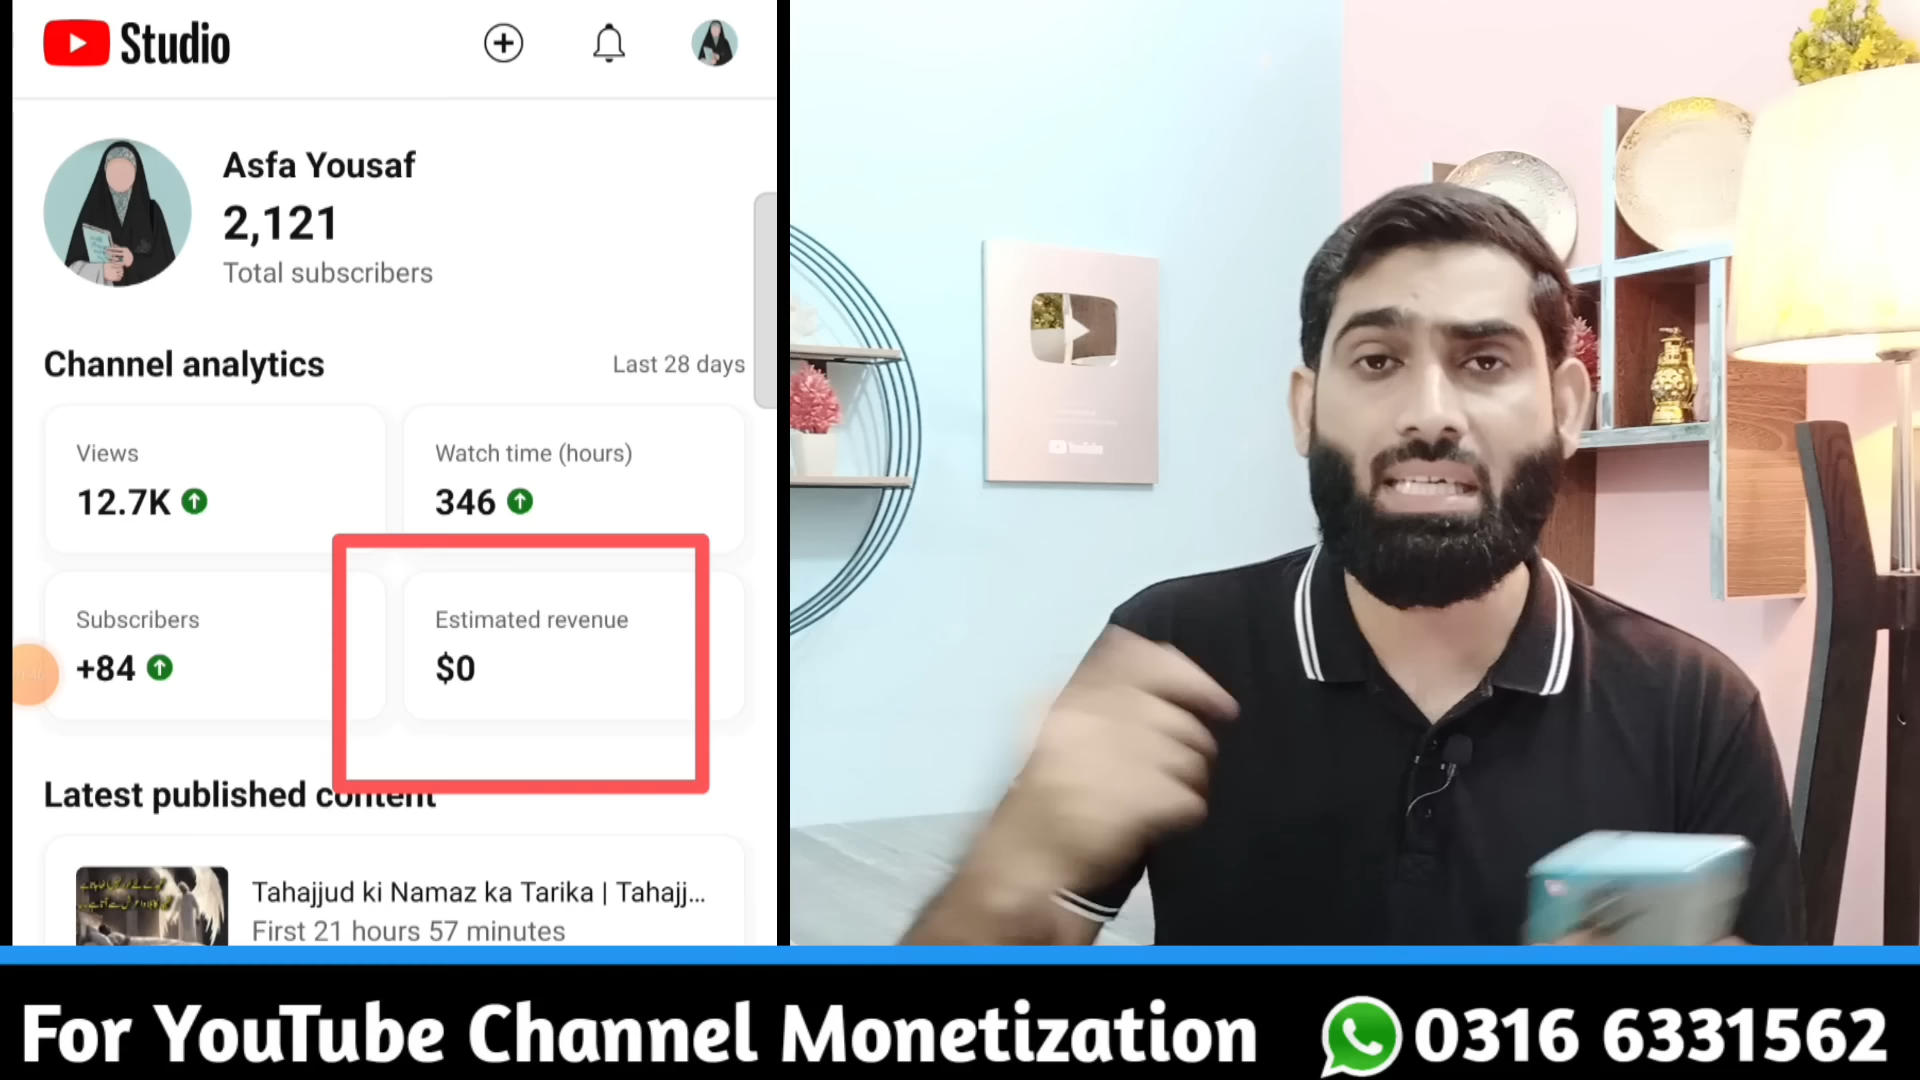 Studio
Asfa Yousaf
2,121
Total subscribers
Channel analytics
Last 28 days
Views
12.7K
Watch time (hours)
346
Subscribers
+84
Estimated revenue
$0
Latest published content
Tahajjud ki Namaz ka Tarika | Tahajj...
First 21 hours 57 minutes
YouTube
For YouTube Channel Monetization
0316 6331562